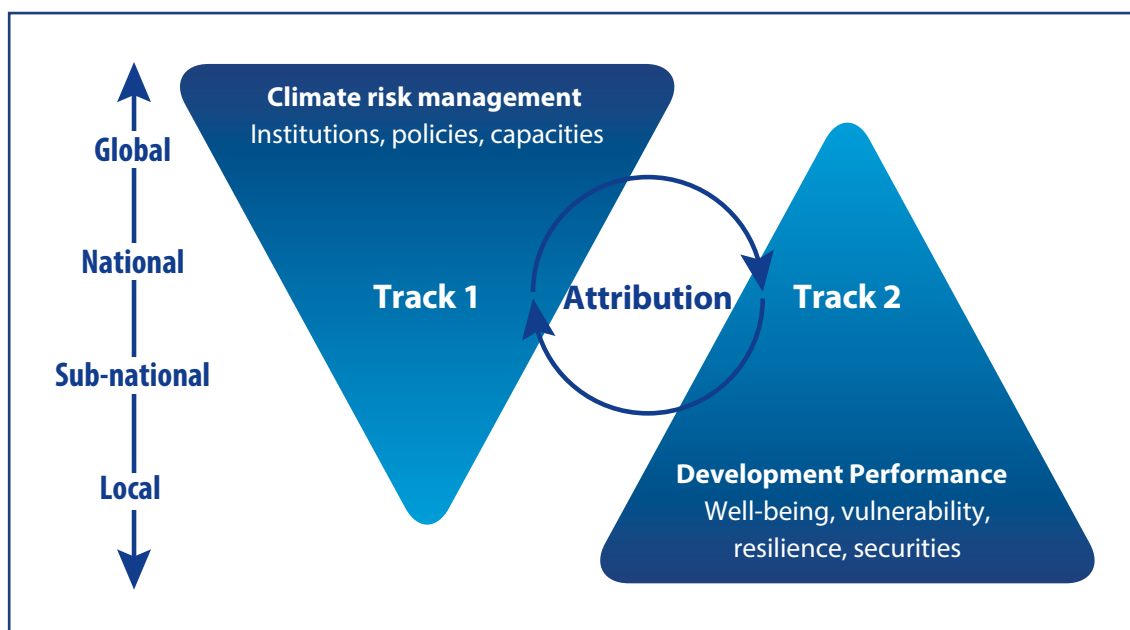 Climate risk management
Institutions, policies, capacities
Global
National
Sub-national
Local
Track 1
Attribution
Track 2
Development Performance
Well-being, vulnerability,
resilience, securities